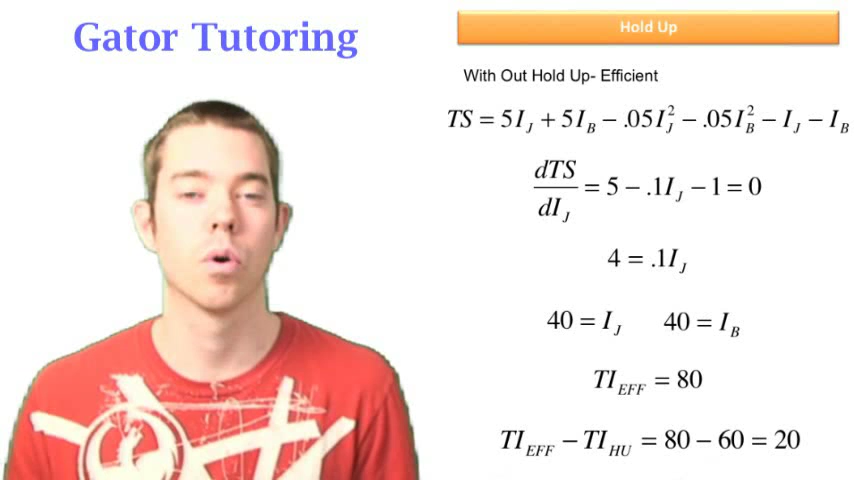 Gator Tutoring
Hold Up
With Out Hold Up- Efficient
TS = 5I_J + 5I_B − .05I_J^2 − .05I_B^2 − I_J − I_B
dTS/dI_J = 5 − .1I_J − 1 = 0
4 = .1I_J
40 = I_J 40 = I_B
TI_EFF = 80
TI_EFF − TI_HU = 80 − 60 = 20